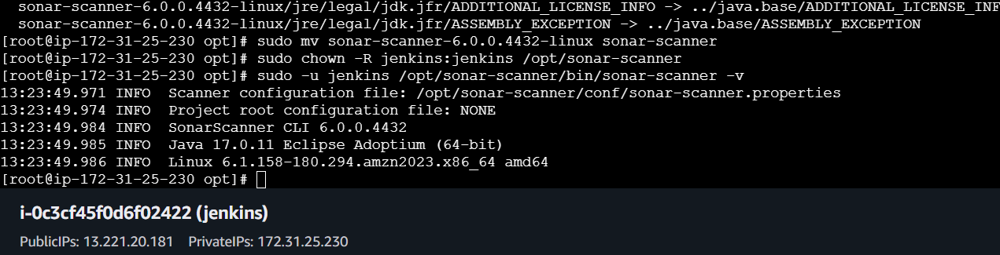 sonar-scanner-6.0.0.4432-linux/jre/legal/jdk.jfr/ADDITIONAL_LICENSE_INFO -> ../java.base/ADDITIONAL_LICENSE_INF
sonar-scanner-6.0.0.4432-linux/jre/legal/jdk.jfr/ASSEMBLY_EXCEPTION -> ../java.base/ASSEMBLY_EXCEPTION
[root@ip-172-31-25-230 opt]# sudo mv sonar-scanner-6.0.0.4432-linux sonar-scanner
[root@ip-172-31-25-230 opt]# sudo chown -R jenkins:jenkins /opt/sonar-scanner
[root@ip-172-31-25-230 opt]# sudo -u jenkins /opt/sonar-scanner/bin/sonar-scanner -v
13:23:49.971 INFO  Scanner configuration file: /opt/sonar-scanner/conf/sonar-scanner.properties
13:23:49.974 INFO  Project root configuration file: NONE
13:23:49.984 INFO  SonarScanner CLI 6.0.0.4432
13:23:49.985 INFO  Java 17.0.11 Eclipse Adoptium (64-bit)
13:23:49.986 INFO  Linux 6.1.158-180.294.amzn2023.x86_64 amd64
[root@ip-172-31-25-230 opt]#
i-0c3cf45f0d6f02422 (jenkins)
PublicIPs: 13.221.20.181 PrivateIPs: 172.31.25.230